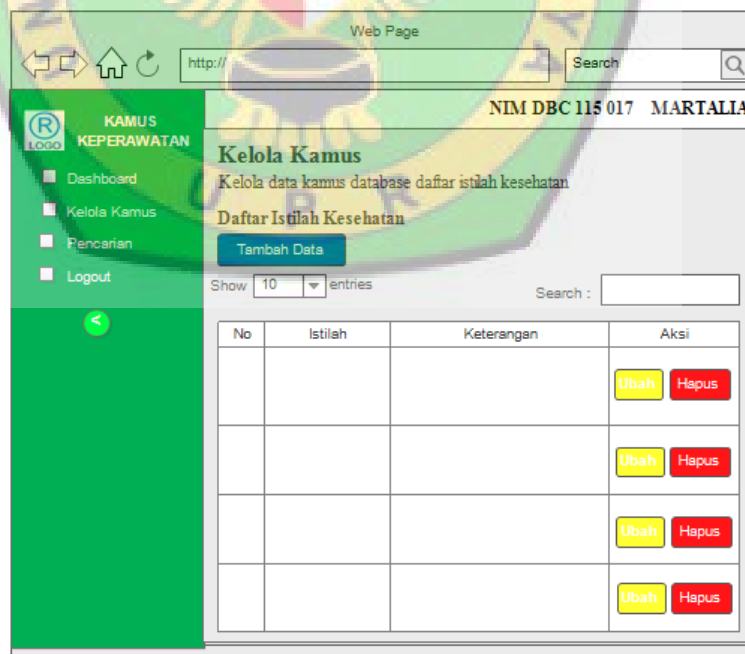 Web Page
http://
Search
NIM DBC 115 017 MARTALIA
LOGO
KAMUS
KEPERAWATAN
Dashboard
Kelola Kamus
Pencarian
Logout
<
Kelola Kamus
Kelola data kamus database daftar istilah kesehatan
Daftar Istilah Kesehatan
Tambah Data
Show 10 entries
Search :
No Istilah Keterangan Aksi
Ubah Hapus
Ubah Hapus
Ubah Hapus
Ubah Hapus
U P R